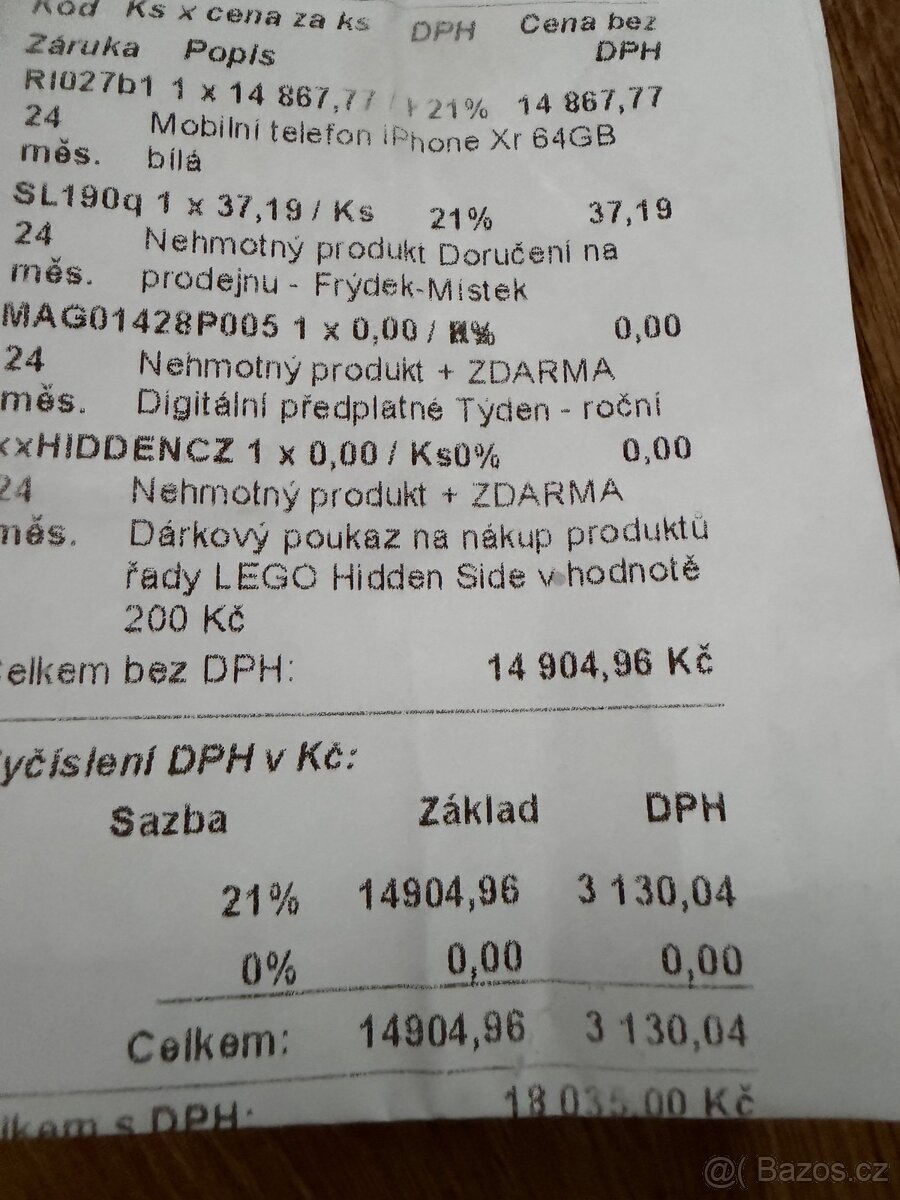 Kód Ks x cena za ks DPH Cena bez
Záruka Popis DPH
RI027b1 1 x 14 867,77 / 21% 14 867,77
24 Mobilní telefon iPhone Xr 64GB
měs. bílá
SL190q 1 x 37,19 / Ks 21% 37,19
24 Nehmotný produkt Doručení na
měs. prodejnu - Frýdek-Místek
MAG01428P005 1 x 0,00 / 0,00
24 Nehmotný produkt + ZDARMA
měs. Digitální předplatné Týden - roční
xxHIDDENCZ 1 x 0,00 / Ks0% 0,00
24 Nehmotný produkt + ZDARMA
měs. Dárkový poukaz na nákup produktů
řady LEGO Hidden Side v hodnotě
200 Kč
elkem bez DPH: 14 904,96 Kč
yčíslení DPH v Kč:
Sazba Základ DPH
21% 14904,96 3 130,04
0% 0,00 0,00
Celkem: 14904,96 3 130,04
lkem s DPH: 18 035,00 Kč
@( Bazos.cz